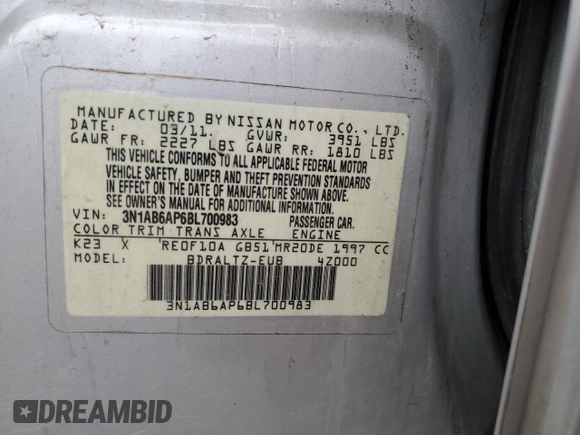 MANUFACTURED BY NISSAN MOTOR CO., LTD.
DATE: 03/11. GVWR: 3951 LBS
GAWR FR: 2227 LBS GAWR RR: 1810 LBS
THIS VEHICLE CONFORMS TO ALL APPLICABLE FEDERAL MOTOR
VEHICLE SAFETY, BUMPER AND THEFT PREVENTION STANDARDS
IN EFFECT ON THE DATE OF MANUFACTURE SHOWN ABOVE.
SEE OWNER'S MANUAL FOR ADDITIONAL INFORMATION.
VIN: 3N1AB6AP6BL700983 PASSENGER CAR.
COLOR TRIM TRANS AXLE ENGINE
K23 X RE0F10A GB51 MR20DE 1997 CC
MODEL: BDRALTZ-EUB 4Z000
3N1AB6AP6BL700983
DREAMBID